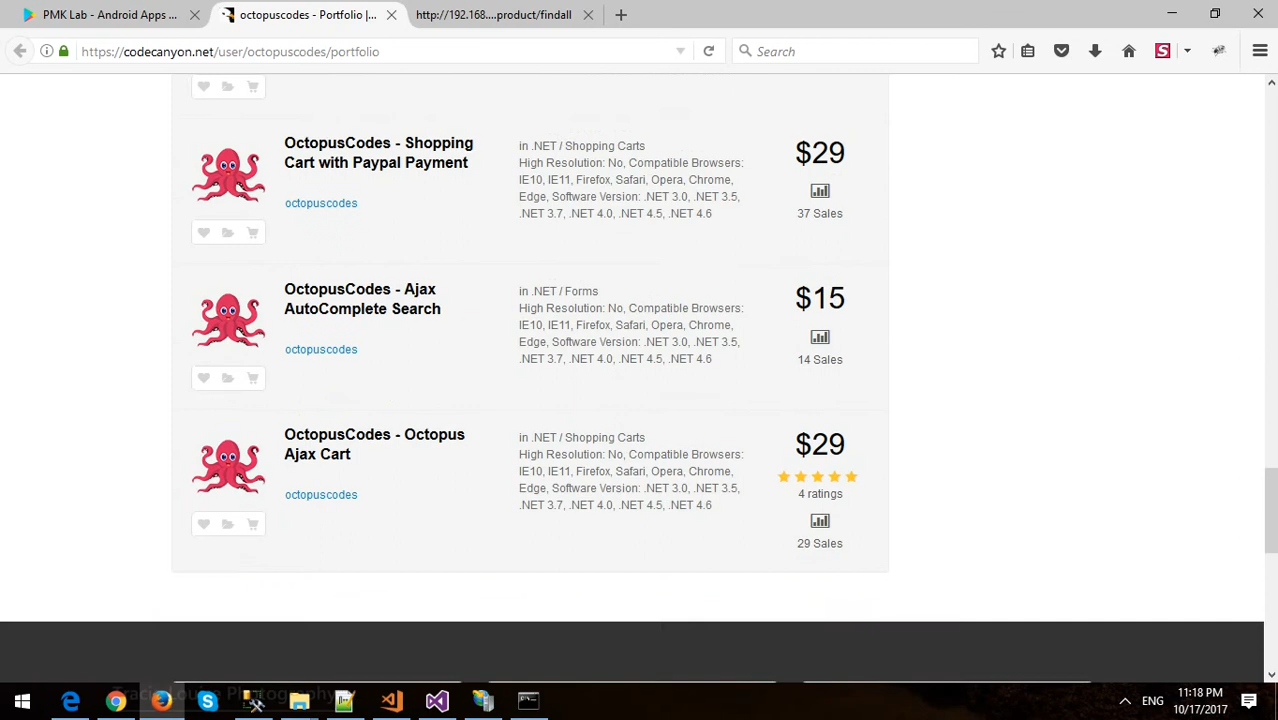 PMK Lab - Android Apps ...
octopuscodes - Portfolio |...
http://192.168....product/findall
https://codecanyon.net/user/octopuscodes/portfolio
Search
OctopusCodes - Shopping
Cart with Paypal Payment
octopuscodes
in .NET / Shopping Carts
High Resolution: No, Compatible Browsers:
IE10, IE11, Firefox, Safari, Opera, Chrome,
Edge, Software Version: .NET 3.0, .NET 3.5,
.NET 3.7, .NET 4.0, .NET 4.5, .NET 4.6
$29
37 Sales
OctopusCodes - Ajax
AutoComplete Search
octopuscodes
in .NET / Forms
High Resolution: No, Compatible Browsers:
IE10, IE11, Firefox, Safari, Opera, Chrome,
Edge, Software Version: .NET 3.0, .NET 3.5,
.NET 3.7, .NET 4.0, .NET 4.5, .NET 4.6
$15
14 Sales
OctopusCodes - Octopus
Ajax Cart
octopuscodes
in .NET / Shopping Carts
High Resolution: No, Compatible Browsers:
IE10, IE11, Firefox, Safari, Opera, Chrome,
Edge, Software Version: .NET 3.0, .NET 3.5,
.NET 3.7, .NET 4.0, .NET 4.5, .NET 4.6
$29
4 ratings
29 Sales
Photography
ENG
11:18 PM
10/17/2017